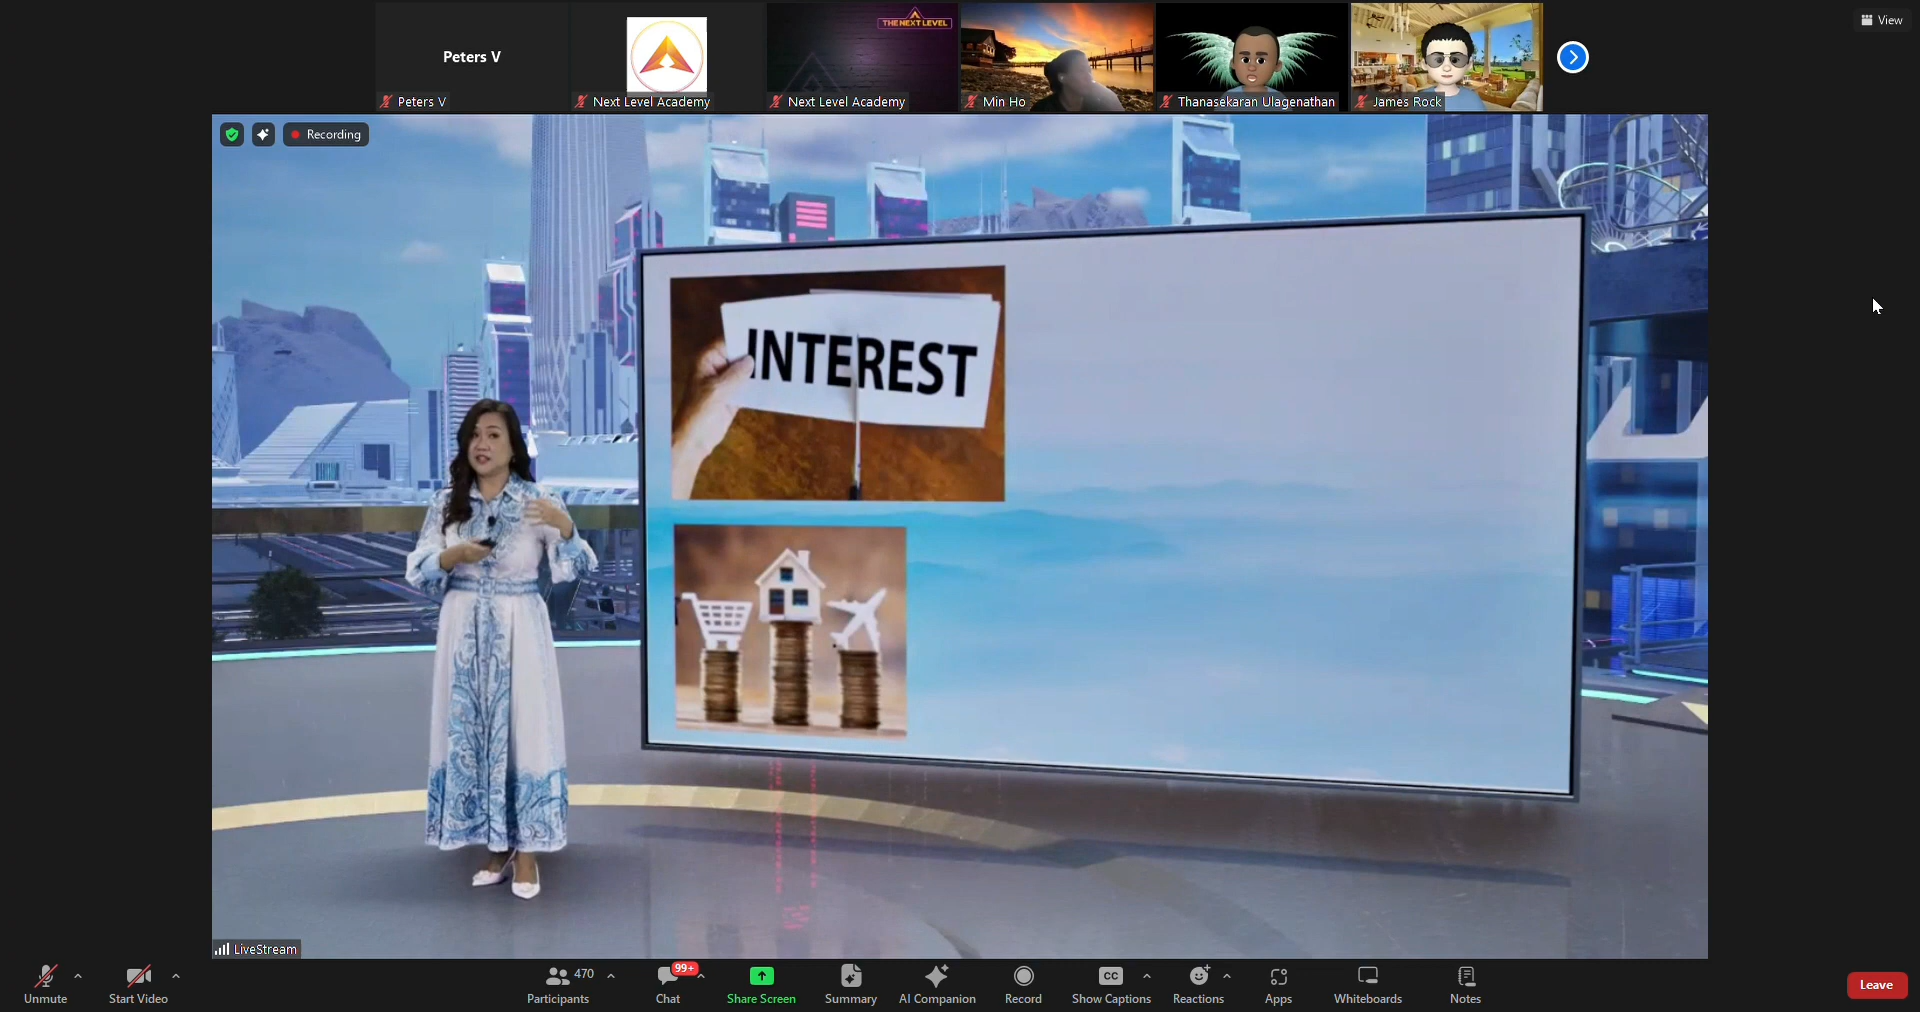 Peters V
Peters V
Next Level Academy
THE NEXT LEVEL
Next Level Academy
Min Ho
Thanasekaran Ulagenathan
James Rock
View
Recording
INTEREST
LiveStream
Unmute
Start Video
470
Participants
99+
Chat
Share Screen
Summary
AI Companion
Record
CC
Show Captions
Reactions
Apps
Whiteboards
Notes
Leave